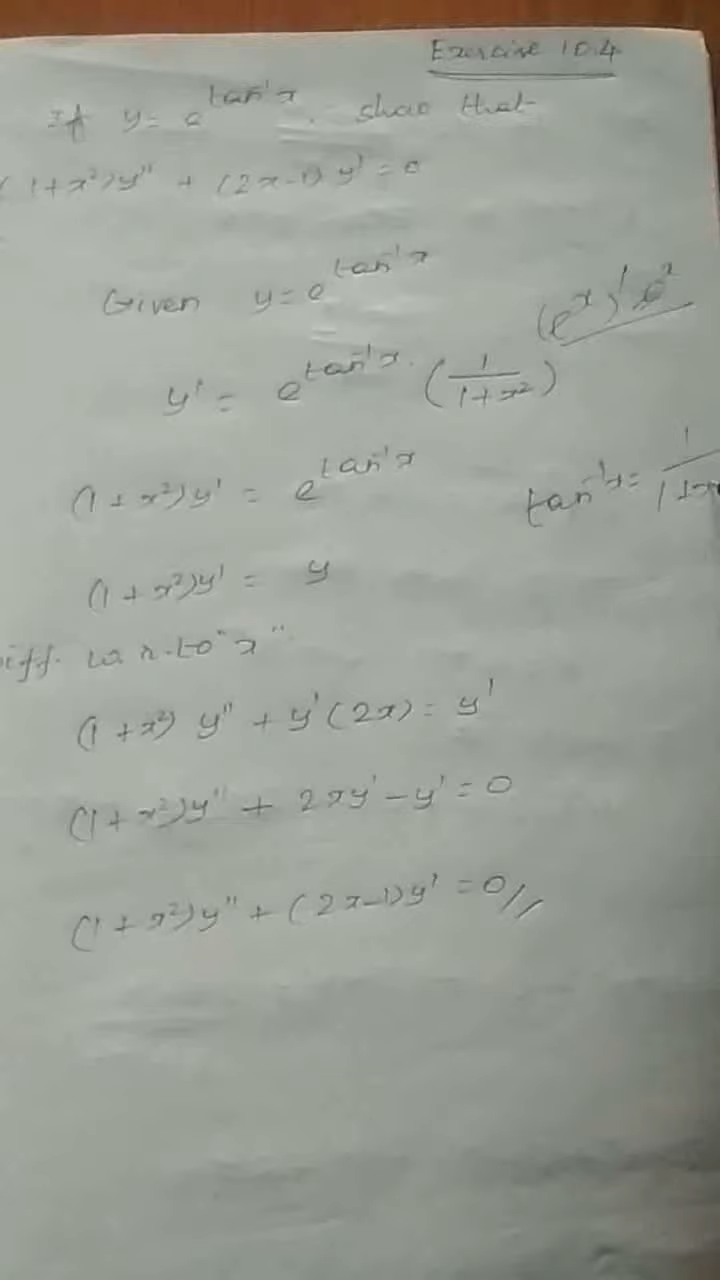 Exercise 10.4
If y = e^tan⁻¹x, show that
(1+x²)y'' + (2x-1)y' = 0
Given y = e^tan⁻¹x
(e^x)' e^x
y' = e^tan⁻¹x. (1/(1+x²))
(1+x²)y' = e^tan⁻¹x
tan⁻¹x = 1/(1+x
(1+x²)y' = y
iff. w.r.to "x"
(1+x²) y'' + y'(2x) = y'
(1+x²)y'' + 2xy' - y' = 0
(1+x²)y'' + (2x-1)y' = 0//